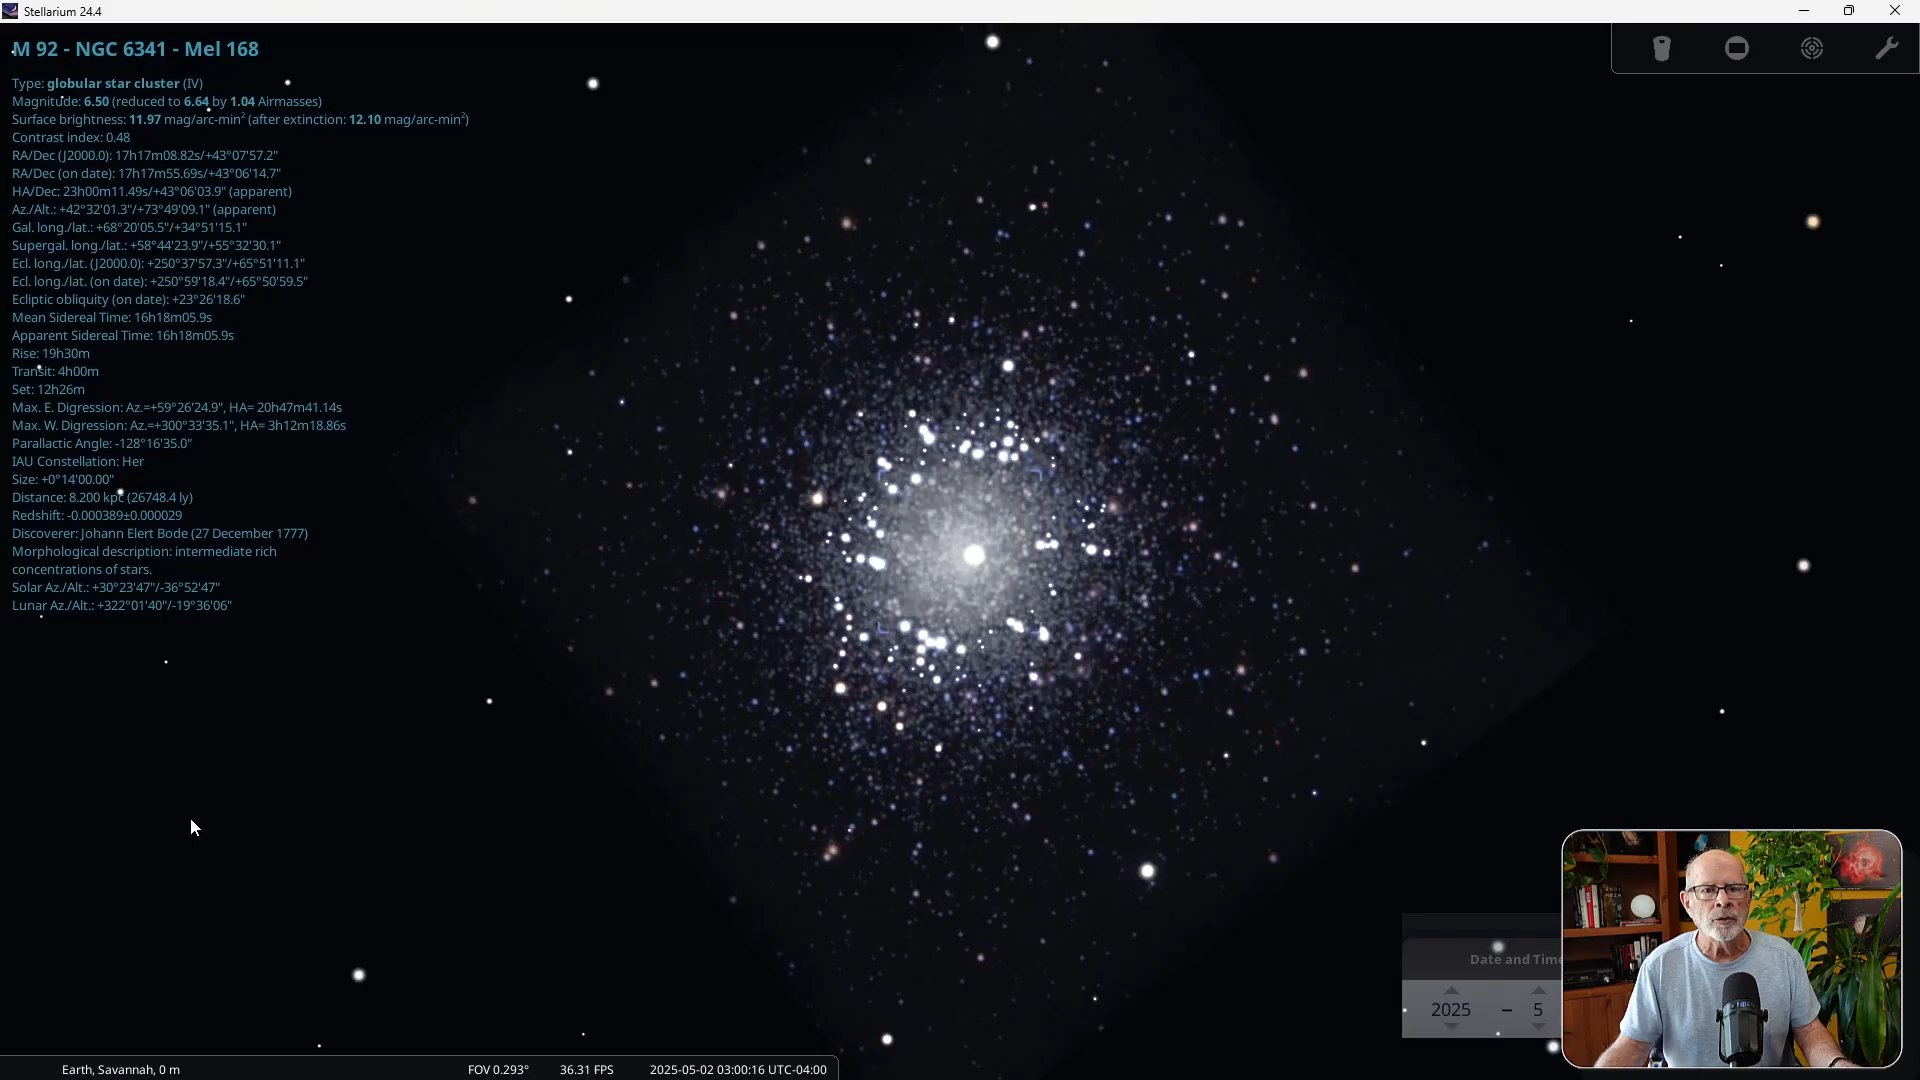 Stellarium 24.4
M 92 - NGC 6341 - Mel 168
Type: globular star cluster (IV)
Magnitude: 6.50 (reduced to 6.64 by 1.04 Airmasses)
Surface brightness: 11.97 mag/arc-min² (after extinction: 12.10 mag/arc-min²)
Contrast index: 0.48
RA/Dec (J2000.0): 17h17m08.82s/+43°07'57.2"
RA/Dec (on date): 17h17m55.69s/+43°06'14.7"
HA/Dec: 23h00m11.49s/+43°06'03.9" (apparent)
Az./Alt.: +42°32'01.3"/+73°49'09.1" (apparent)
Gal. long./lat.: +68°20'05.5"/+34°51'15.1"
Supergal. long./lat.: +58°44'23.9"/+55°32'30.1"
Ecl. long./lat. (J2000.0): +250°37'57.3"/+65°51'11.1"
Ecl. long./lat. (on date): +250°59'18.4"/+65°50'59.5"
Ecliptic obliquity (on date): +23°26'18.6"
Mean Sidereal Time: 16h18m05.9s
Apparent Sidereal Time: 16h18m05.9s
Rise: 19h30m
Transit: 4h00m
Set: 12h26m
Max. E. Digression: Az.=+59°26'24.9", HA= 20h47m41.14s
Max. W. Digression: Az.=+300°33'35.1", HA= 3h12m18.86s
Parallactic Angle: -128°16'35.0"
IAU Constellation: Her
Size: +0°14'00.00"
Distance: 8.200 kpc (26748.4 ly)
Redshift: -0.000389±0.000029
Discoverer: Johann Elert Bode (27 December 1777)
Morphological description: intermediate rich
concentrations of stars.
Solar Az./Alt.: +30°23'47"/-36°52'47"
Lunar Az./Alt.: +322°01'40"/-19°36'06"
Date and Time
2025 - 5
Earth, Savannah, 0 m FOV 0.293° 36.31 FPS 2025-05-02 03:00:16 UTC-04:00